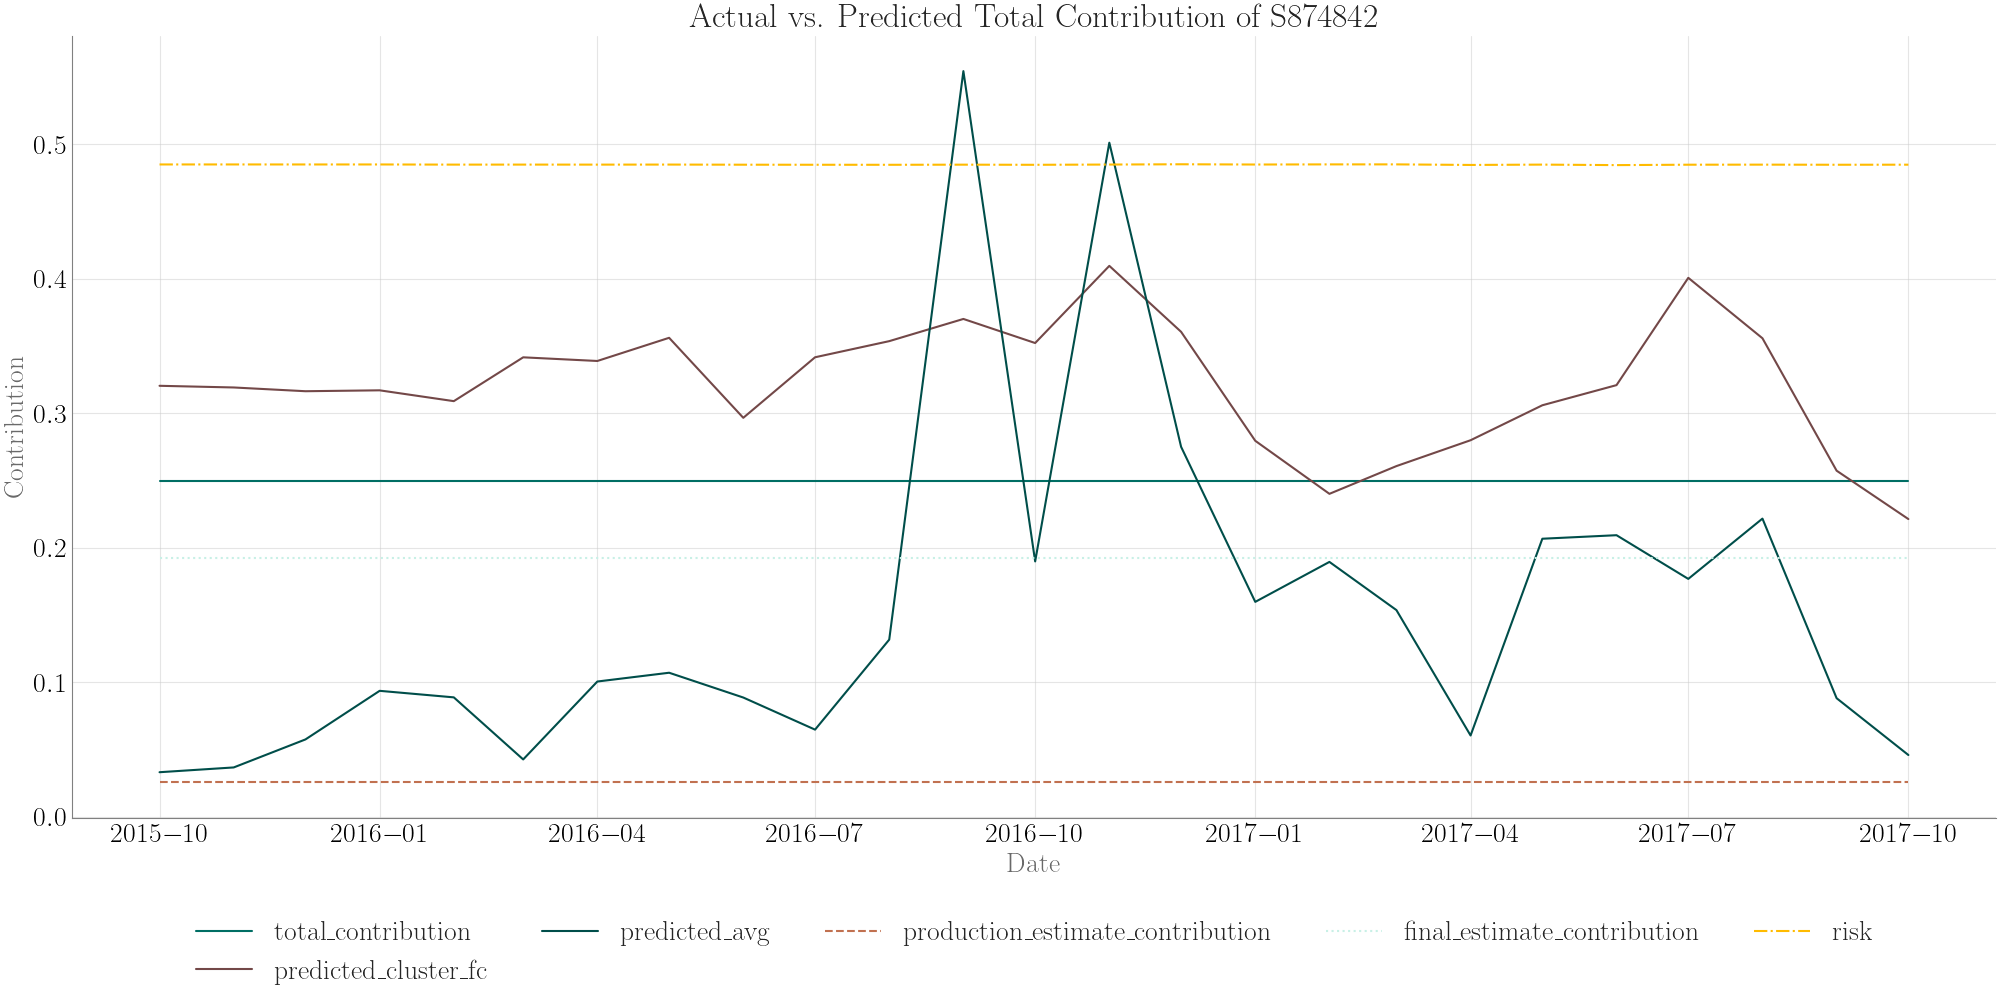 Actual vs. Predicted Total Contribution of S874842
Contribution
0.5
0.4
0.3
0.2
0.1
0.0
2015–10 2016–01 2016–04 2016–07 2016–10 2017–01 2017–04 2017–07 2017–10
Date
total_contribution predicted_avg production_estimate_contribution final_estimate_contribution risk
predicted_cluster_fc